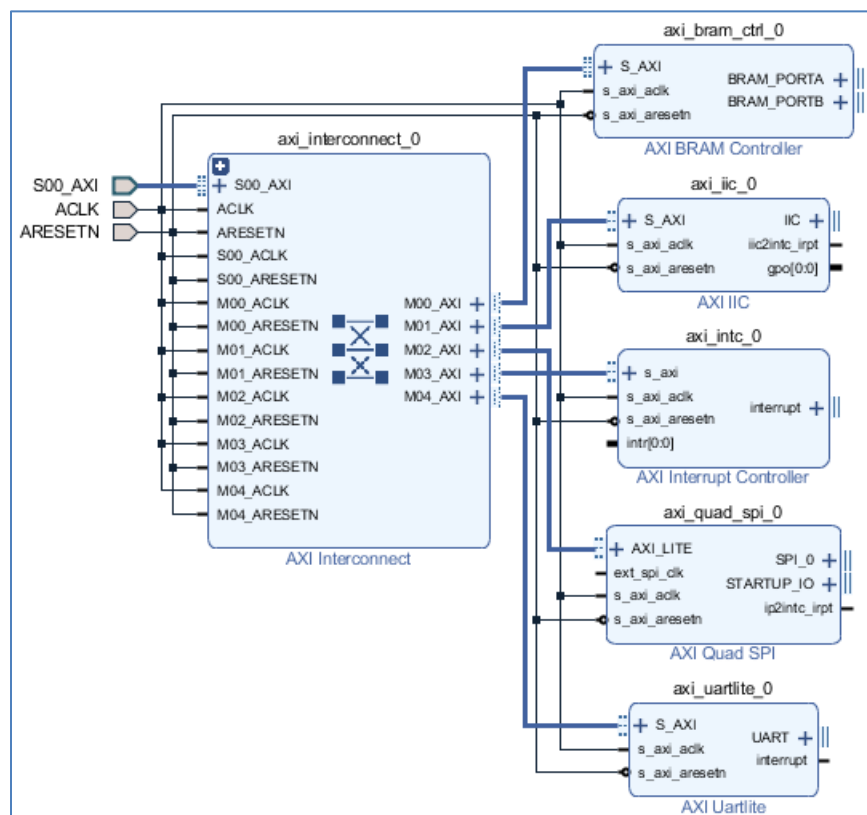 axi_bram_ctrl_0
S_AXI
s_axi_aclk
s_axi_aresetn
BRAM_PORTA
BRAM_PORTB
AXI BRAM Controller
S00_AXI
ACLK
ARESETN
axi_interconnect_0
S00_AXI
ACLK
ARESETN
S00_ACLK
S00_ARESETN
M00_ACLK
M00_ARESETN
M01_ACLK
M01_ARESETN
M02_ACLK
M02_ARESETN
M03_ACLK
M03_ARESETN
M04_ACLK
M04_ARESETN
M00_AXI
M01_AXI
M02_AXI
M03_AXI
M04_AXI
AXI Interconnect
axi_iic_0
S_AXI
s_axi_aclk
s_axi_aresetn
IIC
iic2intc_irpt
gpo[0:0]
AXI IIC
axi_intc_0
s_axi
s_axi_aclk
s_axi_aresetn
intr[0:0]
interrupt
AXI Interrupt Controller
axi_quad_spi_0
AXI_LITE
ext_spi_clk
s_axi_aclk
s_axi_aresetn
SPI_0
STARTUP_IO
ip2intc_irpt
AXI Quad SPI
axi_uartlite_0
S_AXI
s_axi_aclk
s_axi_aresetn
UART
interrupt
AXI Uartlite